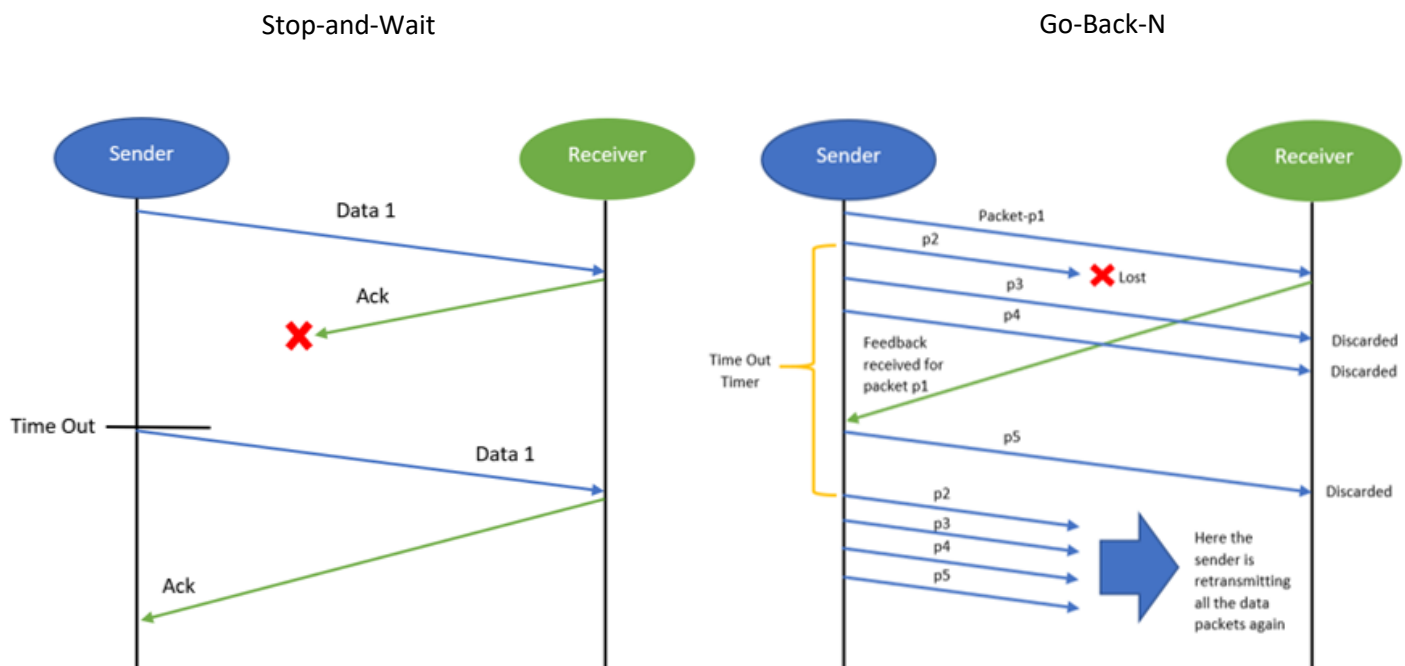 Stop-and-Wait
Sender
Receiver
Data 1
Ack
Time Out
Data 1
Ack
Go-Back-N
Sender
Receiver
Packet-p1
p2
Lost
p3
p4
Discarded
Discarded
Time Out
Timer
Feedback
received for
packet p1
p5
Discarded
p2
p3
p4
p5
Here the
sender is
retransmitting
all the data
packets again